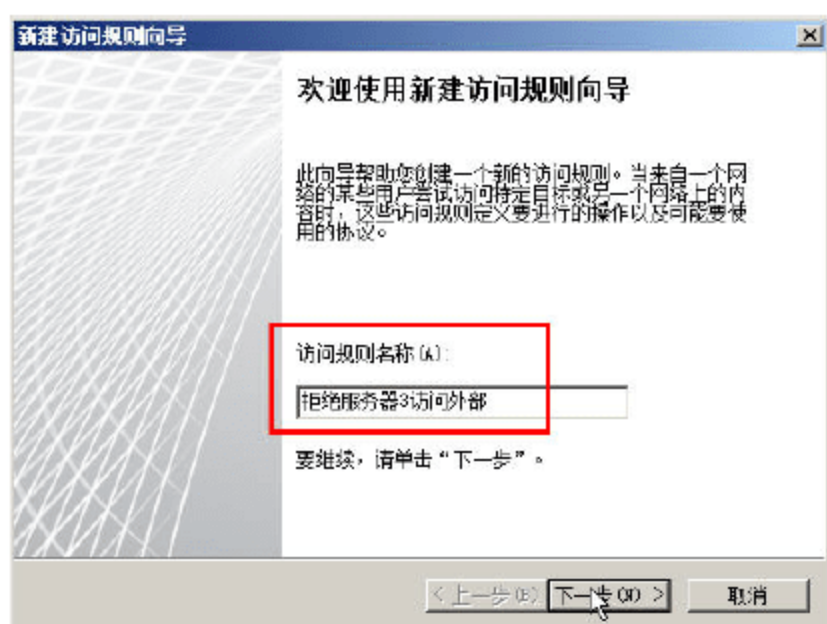 新建访问规则向导
欢迎使用新建访问规则向导
此向导帮助您创建一个新的访问规则。当来自一个网
络的某些用户尝试访问特定目标或另一个网络上的内
容时，这些访问规则定义要进行的操作以及可能要使
用的协议。
访问规则名称(A):
拒绝服务器3访问外部
要继续，请单击“下一步”。
<上一步(B) 下一步(N) > 取消